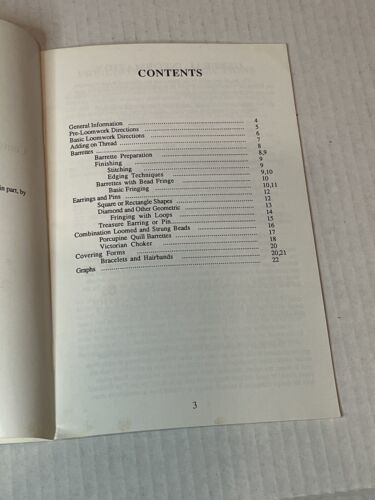 in part, by
CONTENTS
General Information ........ 4
Pre-Loomwork Directions ........ 5
Basic Loomwork Directions ........ 6
Adding on Thread ........ 7
Barrettes ........ 8
Barrette Preparation ........ 8,9
Finishing ........ 9
Stitching ........ 9
Edging Techniques ........ 9,10
Barrettes with Bead Fringe ........ 10
Basic Fringing ........ 10,11
Earrings and Pins ........ 12
Square or Rectangle Shapes ........ 12
Diamond and Other Geometric ........ 13
Fringing with Loops ........ 14
Treasure Earring or Pin ........ 15
Combination Loomed and Strung Beads ........ 16
Porcupine Quill Barrettes ........ 17
Victorian Choker ........ 18
Covering Forms ........ 20
Bracelets and Hairbands ........ 20,21
Graphs ........ 22
3